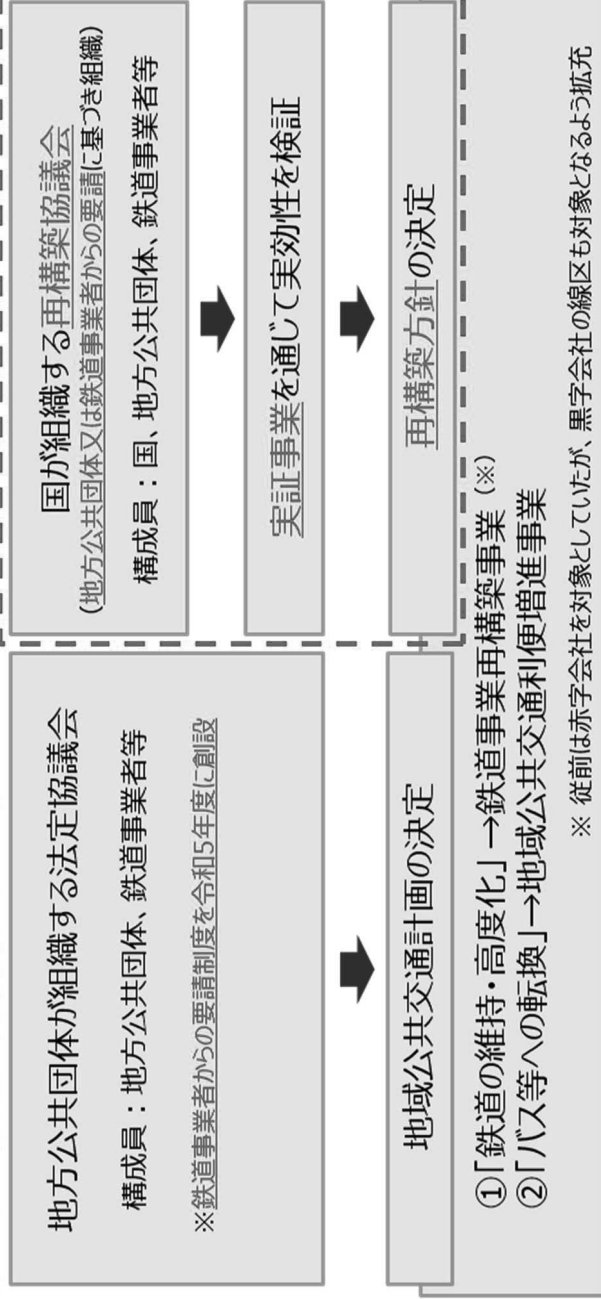 地方公共団体が組織する法定協議会
構成員：地方公共団体、鉄道事業者等
※鉄道事業者からの要請制度を令和5年度に創設
地域公共交通計画の決定
国が組織する再構築協議会
(地方公共団体又は鉄道事業者からの要請に基づき組織)
構成員：国、地方公共団体、鉄道事業者等
実証事業を通じて実効性を検証
再構築方針の決定
①「鉄道の維持・高度化」→鉄道事業再構築事業（※）
②「バス等への転換」→地域公共交通利便増進事業
※ 従前は赤字会社を対象としていたが、黒字会社の線区も対象となるよう拡充